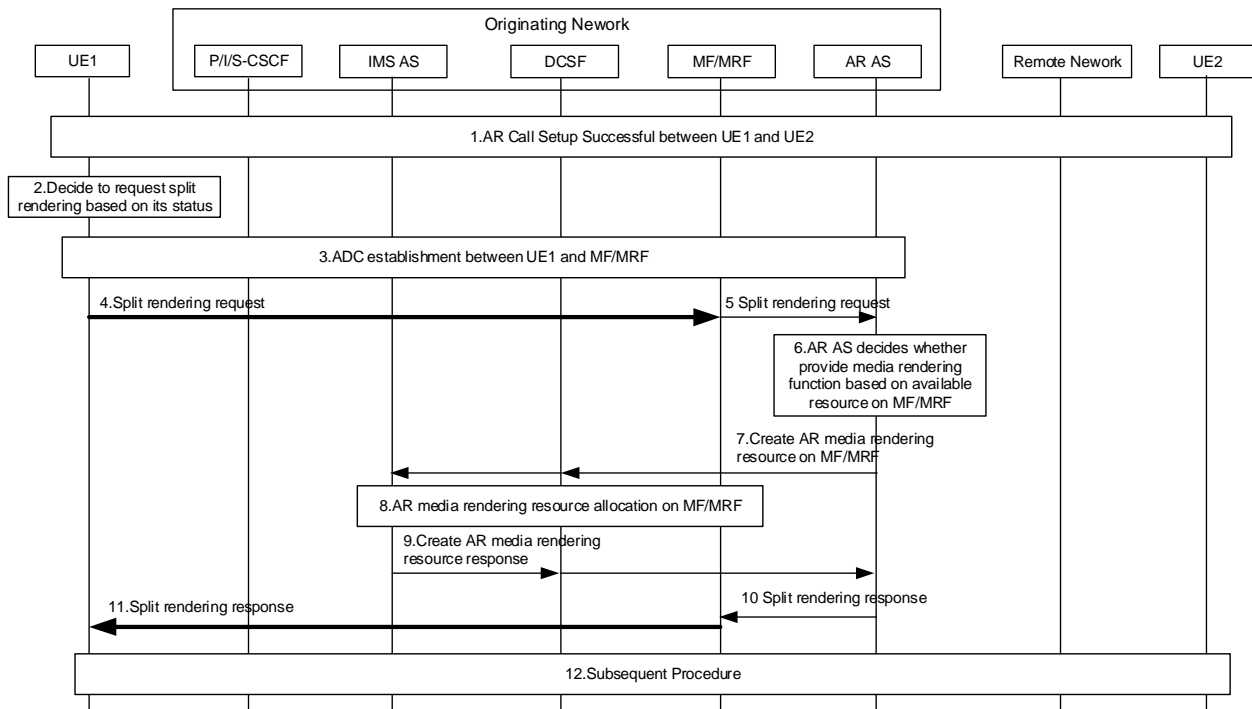 Originating Nework
UE1
P/I/S-CSCF
IMS AS
DCSF
MF/MRF
AR AS
Remote Nework
UE2
1.AR Call Setup Successful between UE1 and UE2
2.Decide to request split
rendering based on its status
3.ADC establishment between UE1 and MF/MRF
4.Split rendering request
5 Split rendering request
6.AR AS decides whether
provide media rendering
function based on available
resource on MF/MRF
7.Create AR media rendering
resource on MF/MRF
8.AR media rendering resource allocation on MF/MRF
9.Create AR media rendering
resource response
10 Split rendering response
11.Split rendering response
12.Subsequent Procedure